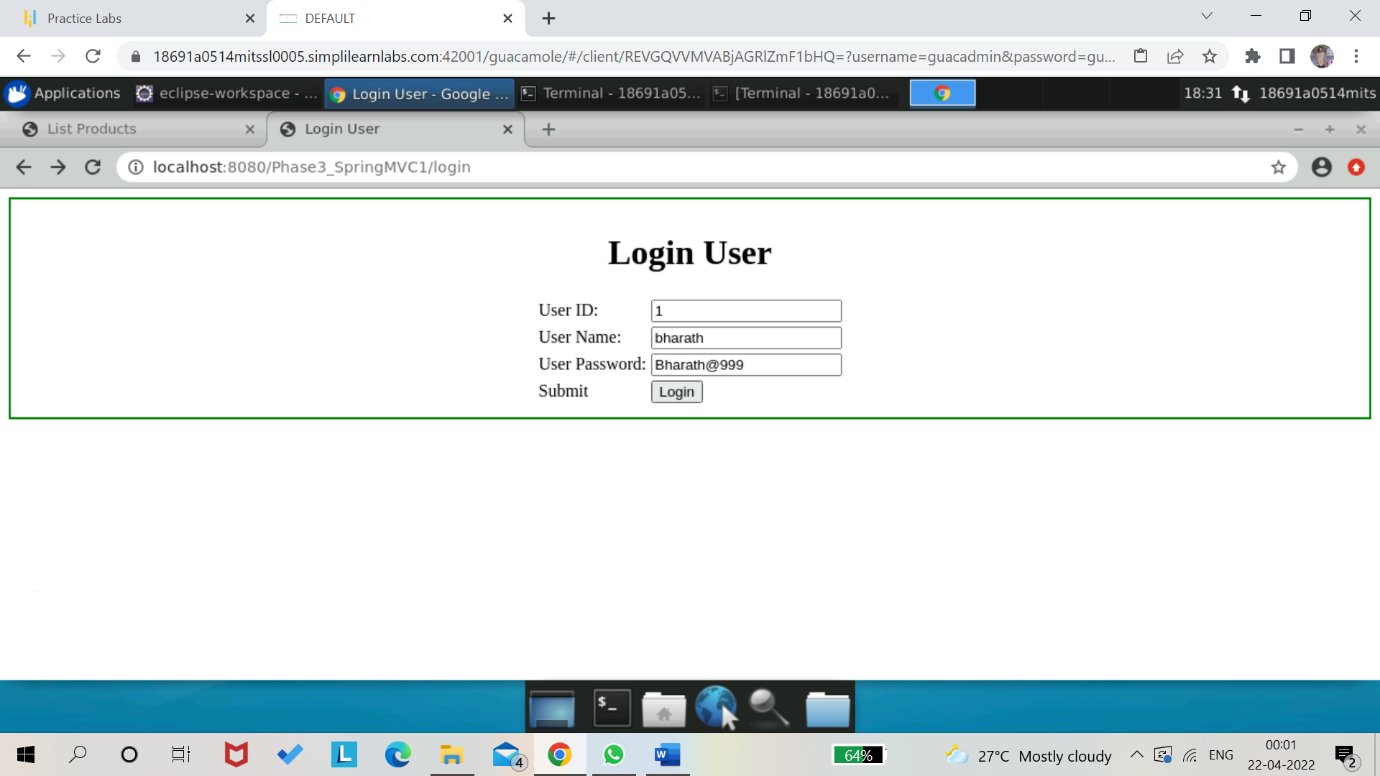 Practice Labs
DEFAULT
18691a0514mitssl0005.simplilearnlabs.com:42001/guacamole/#/client/REVGQVVMVABjAGRlZmF1bHQ=?username=guacadmin&password=gu...
Applications
eclipse-workspace - ...
Login User - Google ...
Terminal - 18691a05...
[Terminal - 18691a0...
18:31
18691a0514mits
List Products
Login User
localhost:8080/Phase3_SpringMVC1/login
Login User
User ID: 1
User Name: bharath
User Password: Bharath@999
Submit Login
$_
L
4
W
64%
27°C Mostly cloudy
ENG
00:01
22-04-2022
2